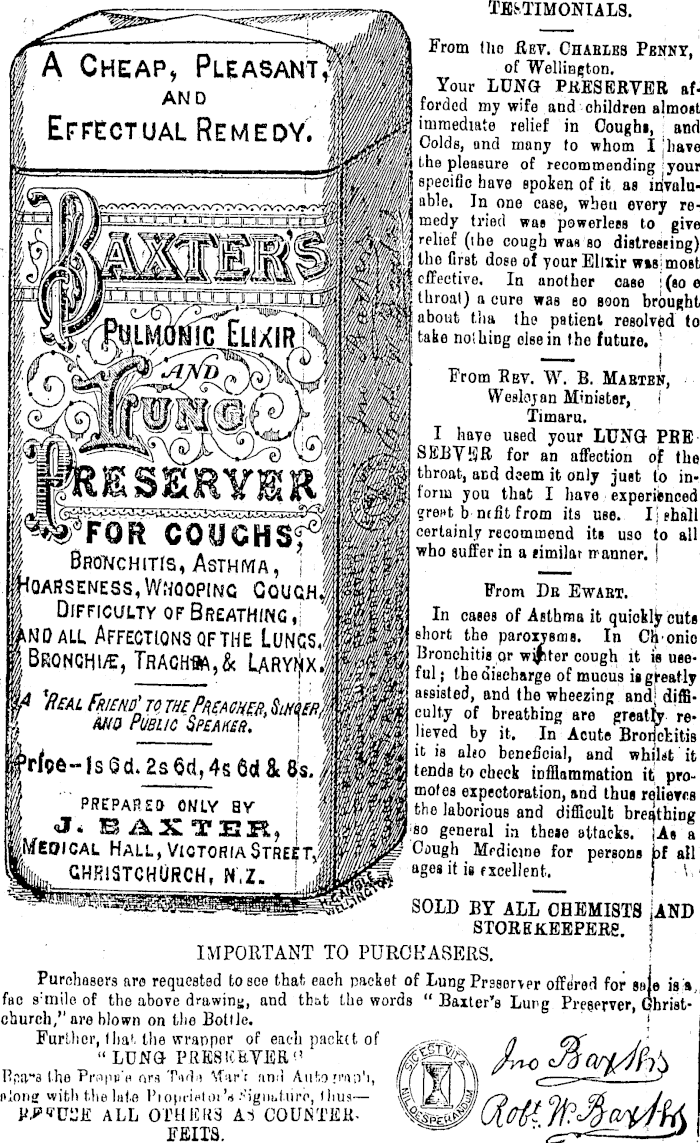 A CHEAP, PLEASANT,
AND
EFFECTUAL REMEDY.
BAXTER'S
PULMONIC ELIXIR
AND
LUNG
PRESERVER
FOR COUGHS,
BRONCHITIS, ASTHMA,
HOARSENESS, WHOOPING COUGH,
DIFFICULTY OF BREATHING,
AND ALL AFFECTIONS OF THE LUNGS,
BRONCHIÆ, TRACHEA, & LARYNX.
A 'REAL FRIEND' TO THE PREACHER, SINGER,
AND PUBLIC SPEAKER.
Price-1s 6d. 2s 6d, 4s 6d & 8s.
PREPARED ONLY BY
J. BAXTER,
MEDICAL HALL, VICTORIA STREET,
CHRISTCHURCH, N.Z.
H. GAMBLE
WELLINGTON
TESTIMONIALS.
From the REV. CHARLES PENNY,
of Wellington.
Your LUNG PRESERVER af-
forded my wife and children almost
immediate relief in Coughs, and
Colds, and many to whom I have
the pleasure of recommending your
specific have spoken of it as invalu-
able. In one case, when every re-
medy tried was powerless to give
relief (the cough was so distressing)
the first dose of your Elixir was most
effective. In another case (so e
throat) a cure was so soon brought
about tha the patient resolved to
take nothing else in the future.
From REV. W. B. MARTEN,
Wesleyan Minister,
Timaru.
I have used your LUNG PRE
SERVER for an affection of the
throat, and deem it only just to in-
form you that I have experienced
great b nfit from its use. I shall
certainly recommend its use to all
who suffer in a similar manner.
From DR EWART.
In cases of Asthma it quickly cuts
short the paroxysms. In Ch onic
Bronchitis or winter cough it is use-
ful; the discharge of mucus is greatly
assisted, and the wheezing and diffi-
culty of breathing are greatly re-
lieved by it. In Acute Bronchitis
it is also beneficial, and whilst it
tends to check infflammation it pro-
motes expectoration, and thus relieves
the laborious and difficult breathing
so general in these attacks. As a
Cough Medicine for persons of all
ages it is excellent.
SOLD BY ALL CHEMISTS AND
STOREKEEPERS.
IMPORTANT TO PURCHASERS.
Purchasers are requested to see that each packet of Lung Preserver offered for sale is a
fac simile of the above drawing, and that the words "Baxter's Lung Preserver, Christ-
church," are blown on the Bottle.
Further, that the wrapper of each packet of
"LUNG PRESERVER"
Bears the Propri'e ors Trade Mark and Autograph,
along with the late Proprietor's Signature, thus—
REFUSE ALL OTHERS AS COUNTER-
FEITS.
SIC EST VITA
NIL DESPERANDUM
Jno Baxter
Robt. W. Baxter